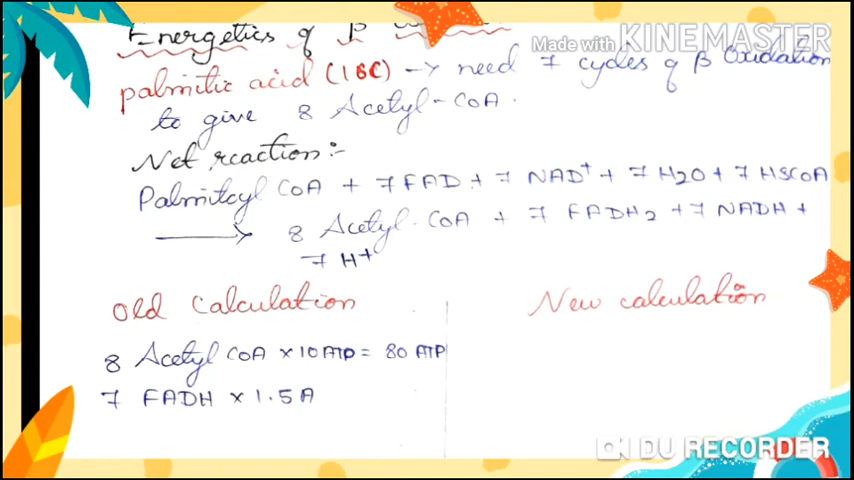 Energetics of β
Made with KINEMASTER
palmitic acid (16C) → need 7 cycles of β Oxidation
to give 8 Acetyl-CoA.
Net reaction:-
Palmitoyl CoA + 7 FAD + 7 NAD+ + 7 H2O + 7 HSCoA
⟶ 8 Acetyl-CoA + 7 FADH2 + 7 NADH +
7 H+
Old calculation
New calculation
8 Acetyl CoA × 10 ATP = 80 ATP
7 FADH × 1.5 A
DU RECORDER